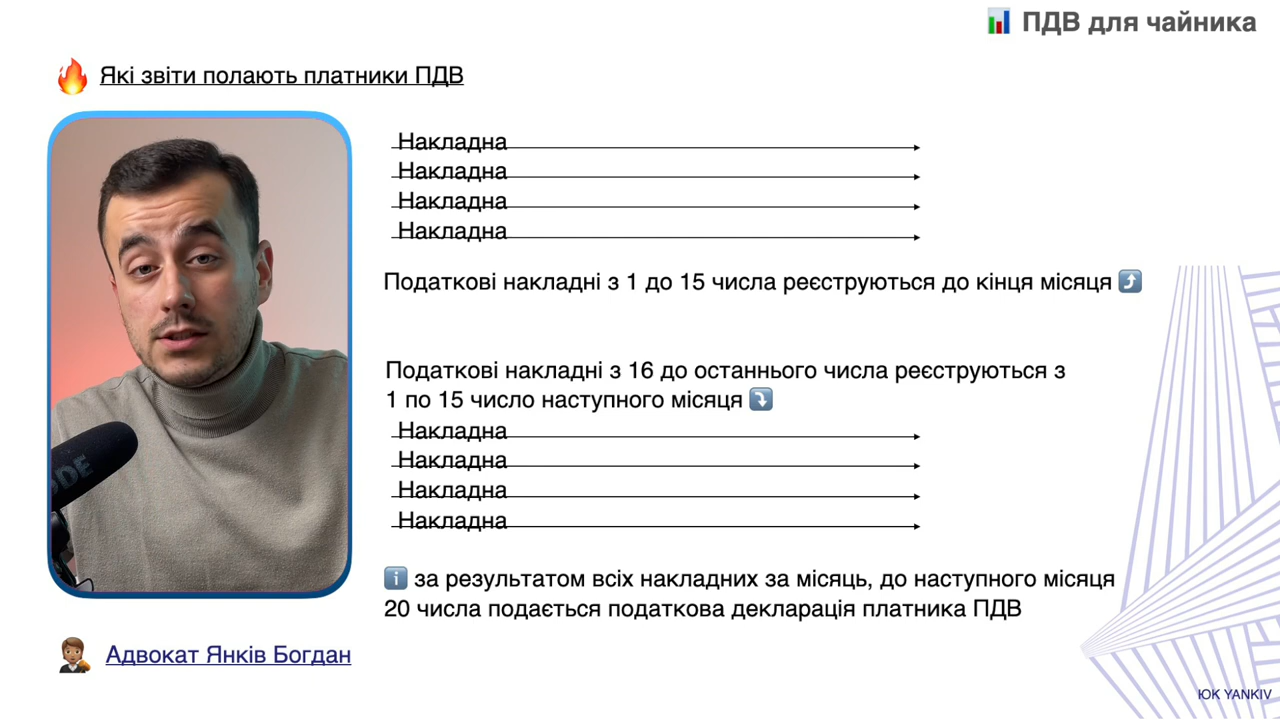 ПДВ для чайника
Які звіти полають платники ПДВ
Накладна
Накладна
Накладна
Накладна
Податкові накладні з 1 до 15 числа реєструються до кінця місяця
Податкові накладні з 16 до останнього числа реєструються з
1 по 15 число наступного місяця
Накладна
Накладна
Накладна
Накладна
за результатом всіх накладних за місяць, до наступного місяця
20 числа подається податкова декларація платника ПДВ
Адвокат Янків Богдан
ЮК YANKIV